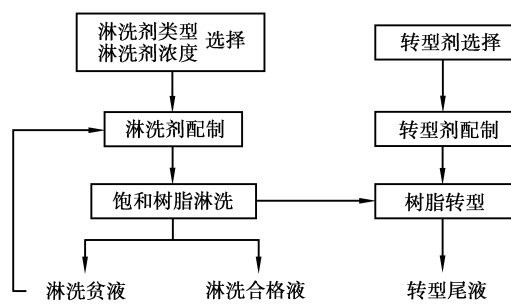 淋洗剂类型
淋洗剂浓度
选择
转型剂选择
淋洗剂配制
转型剂配制
饱和树脂淋洗
树脂转型
淋洗贫液
淋洗合格液
转型尾液